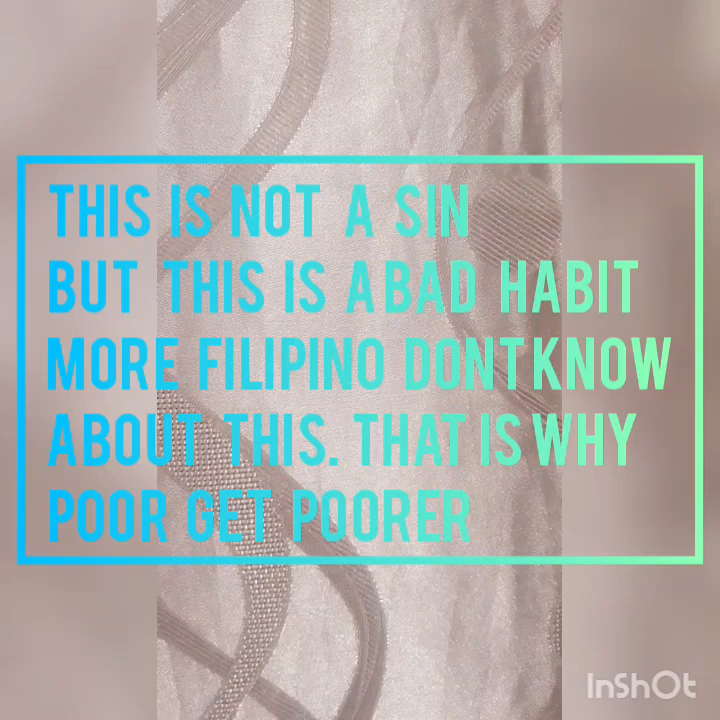 THIS IS NOT A SIN
BUT THIS IS A BAD HABIT
MORE FILIPINO DONT KNOW
ABOUT THIS. THAT IS WHY
POOR GET POORER
InShOt